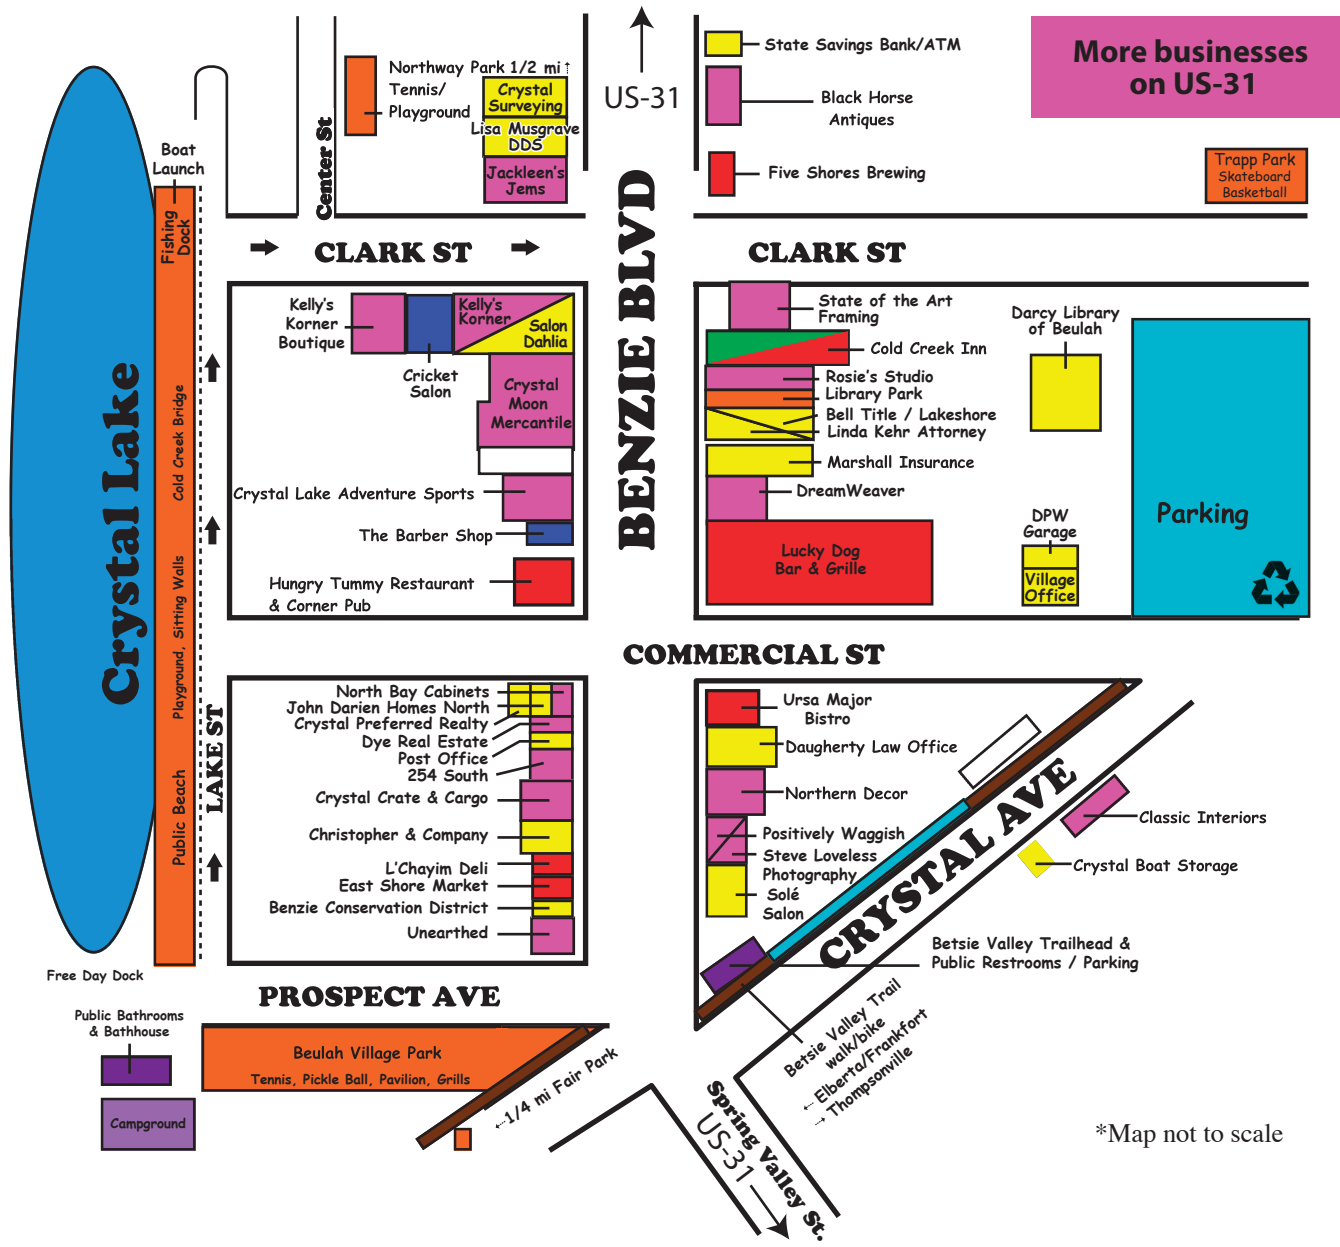 More businesses
on US-31
State Savings Bank/ATM
Black Horse
Antiques
Five Shores Brewing
Trapp Park
Skateboard
Basketball
US-31
Northway Park 1/2 mi↑
Tennis/
Playground
Crystal
Surveying
Lisa Musgrave
DDS
Jackleen's
Jems
Center St
Boat
Launch
Fishing
Dock
Cold Creek Bridge
Playground, Sitting Walls
Public Beach
Crystal Lake
LAKE ST
Free Day Dock
CLARK ST
CLARK ST
BENZIE BLVD
Kelly's
Korner
Boutique
Cricket
Salon
Kelly's
Korner
Salon
Dahlia
Crystal
Moon
Mercantile
Crystal Lake Adventure Sports
The Barber Shop
Hungry Tummy Restaurant
& Corner Pub
State of the Art
Framing
Cold Creek Inn
Rosie's Studio
Library Park
Bell Title / Lakeshore
Linda Kehr Attorney
Marshall Insurance
DreamWeaver
Lucky Dog
Bar & Grille
Darcy Library
of Beulah
DPW
Garage
Village
Office
Parking
COMMERCIAL ST
North Bay Cabinets
John Darien Homes North
Crystal Preferred Realty
Dye Real Estate
Post Office
254 South
Crystal Crate & Cargo
Christopher & Company
L'Chayim Deli
East Shore Market
Benzie Conservation District
Unearthed
Ursa Major
Bistro
Daugherty Law Office
Northern Decor
Positively Waggish
Steve Loveless
Photography
Solé
Salon
CRYSTAL AVE
Classic Interiors
Crystal Boat Storage
Betsie Valley Trailhead &
Public Restrooms / Parking
Betsie Valley Trail
walk/bike
← Elberta/Frankfort
→ Thompsonville
PROSPECT AVE
Public Bathrooms
& Bathhouse
Campground
Beulah Village Park
Tennis, Pickle Ball, Pavilion, Grills
←1/4 mi Fair Park
Spring Valley St.
US-31
*Map not to scale